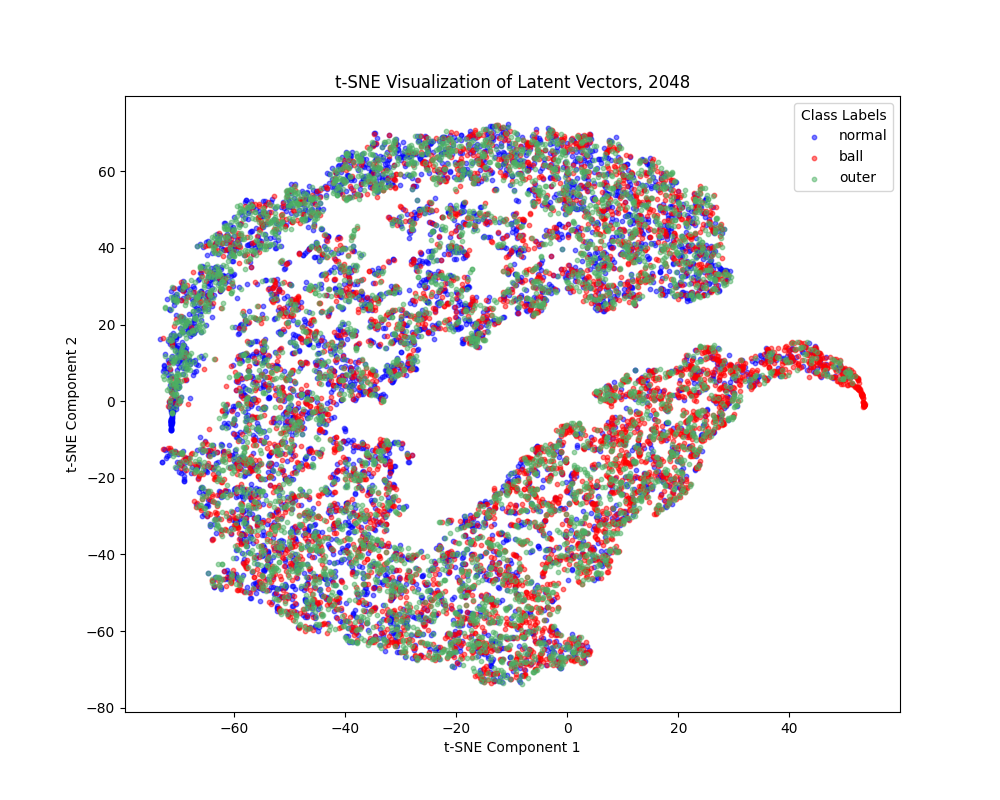 t-SNE Visualization of Latent Vectors, 2048
Class Labels
normal
ball
outer
60
40
20
0
−20
−40
−60
−80
t-SNE Component 2
−60
−40
−20
0
20
40
t-SNE Component 1